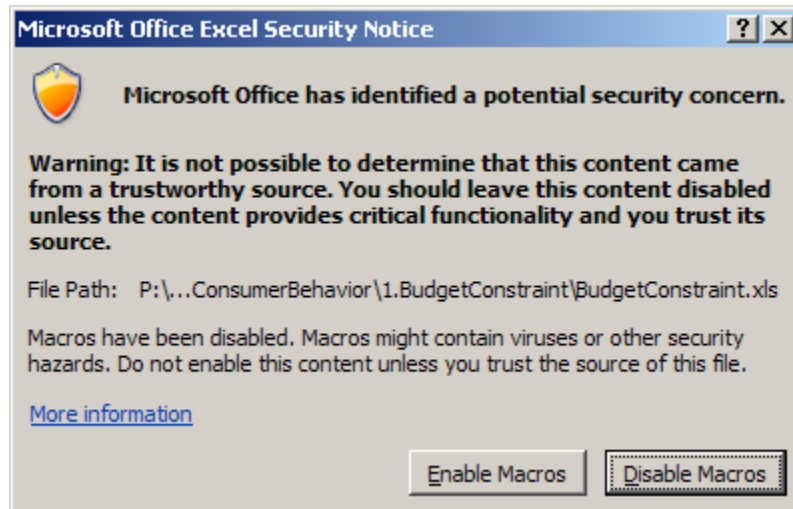 Microsoft Office Excel Security Notice
Microsoft Office has identified a potential security concern.
Warning: It is not possible to determine that this content came
from a trustworthy source. You should leave this content disabled
unless the content provides critical functionality and you trust its
source.
File Path: P:\...ConsumerBehavior\1.BudgetConstraint\BudgetConstraint.xls
Macros have been disabled. Macros might contain viruses or other security
hazards. Do not enable this content unless you trust the source of this file.
More information
Enable Macros Disable Macros